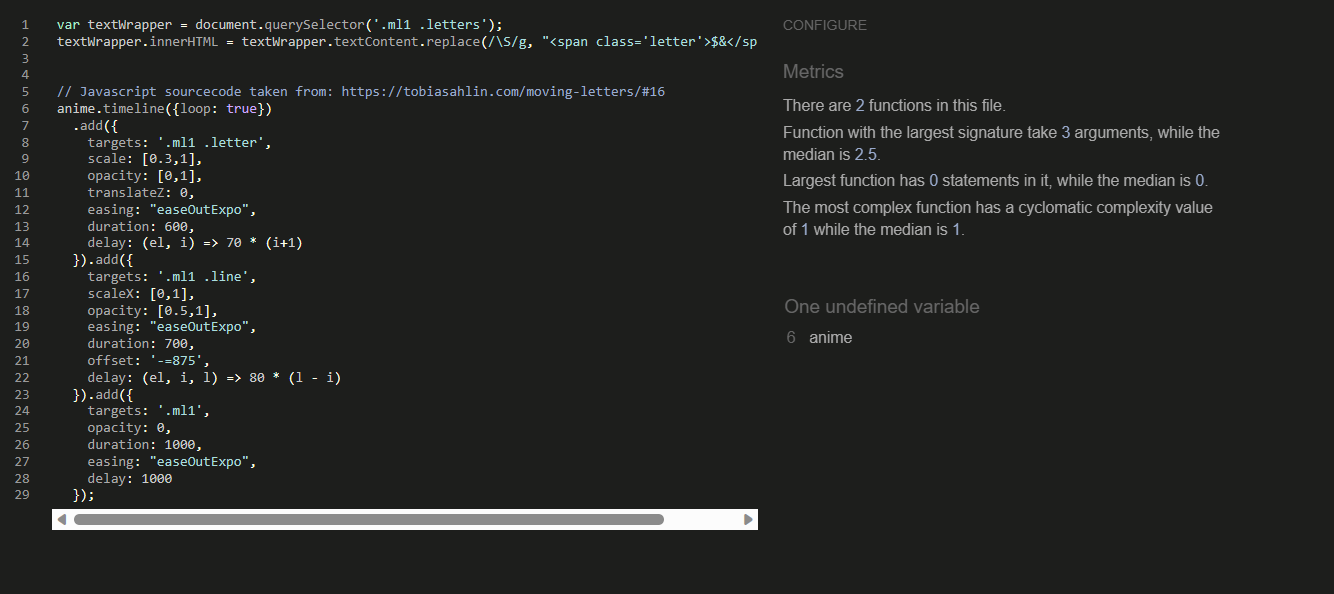 1 var textWrapper = document.querySelector('.ml1 .letters');
2 textWrapper.innerHTML = textWrapper.textContent.replace(/\S/g, "<span class='letter'>$&</sp
3
4
5 // Javascript sourcecode taken from: https://tobiasahlin.com/moving-letters/#16
6 anime.timeline({loop: true})
7 .add({
8 targets: '.ml1 .letter',
9 scale: [0.3,1],
10 opacity: [0,1],
11 translateZ: 0,
12 easing: "easeOutExpo",
13 duration: 600,
14 delay: (el, i) => 70 * (i+1)
15 }).add({
16 targets: '.ml1 .line',
17 scaleX: [0,1],
18 opacity: [0.5,1],
19 easing: "easeOutExpo",
20 duration: 700,
21 offset: '-=875',
22 delay: (el, i, l) => 80 * (l - i)
23 }).add({
24 targets: '.ml1',
25 opacity: 0,
26 duration: 1000,
27 easing: "easeOutExpo",
28 delay: 1000
29 });
CONFIGURE
Metrics
There are 2 functions in this file.
Function with the largest signature take 3 arguments, while the
median is 2.5.
Largest function has 0 statements in it, while the median is 0.
The most complex function has a cyclomatic complexity value
of 1 while the median is 1.
One undefined variable
6 anime